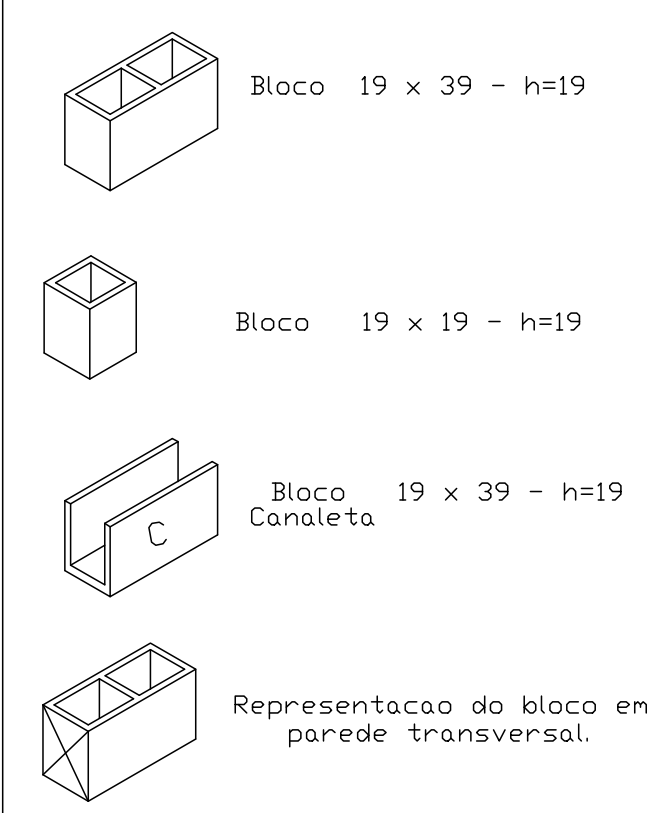 Bloco 19 x 39 - h=19
Bloco 19 x 19 - h=19
Bloco 19 x 39 - h=19
Canaleta
C
Representacao do bloco em
parede transversal.